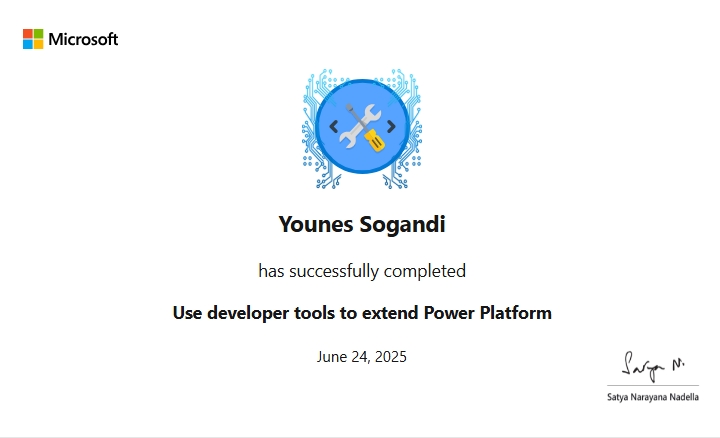 Microsoft
Younes Sogandi
has successfully completed
Use developer tools to extend Power Platform
June 24, 2025
Satya N.
Satya Narayana Nadella